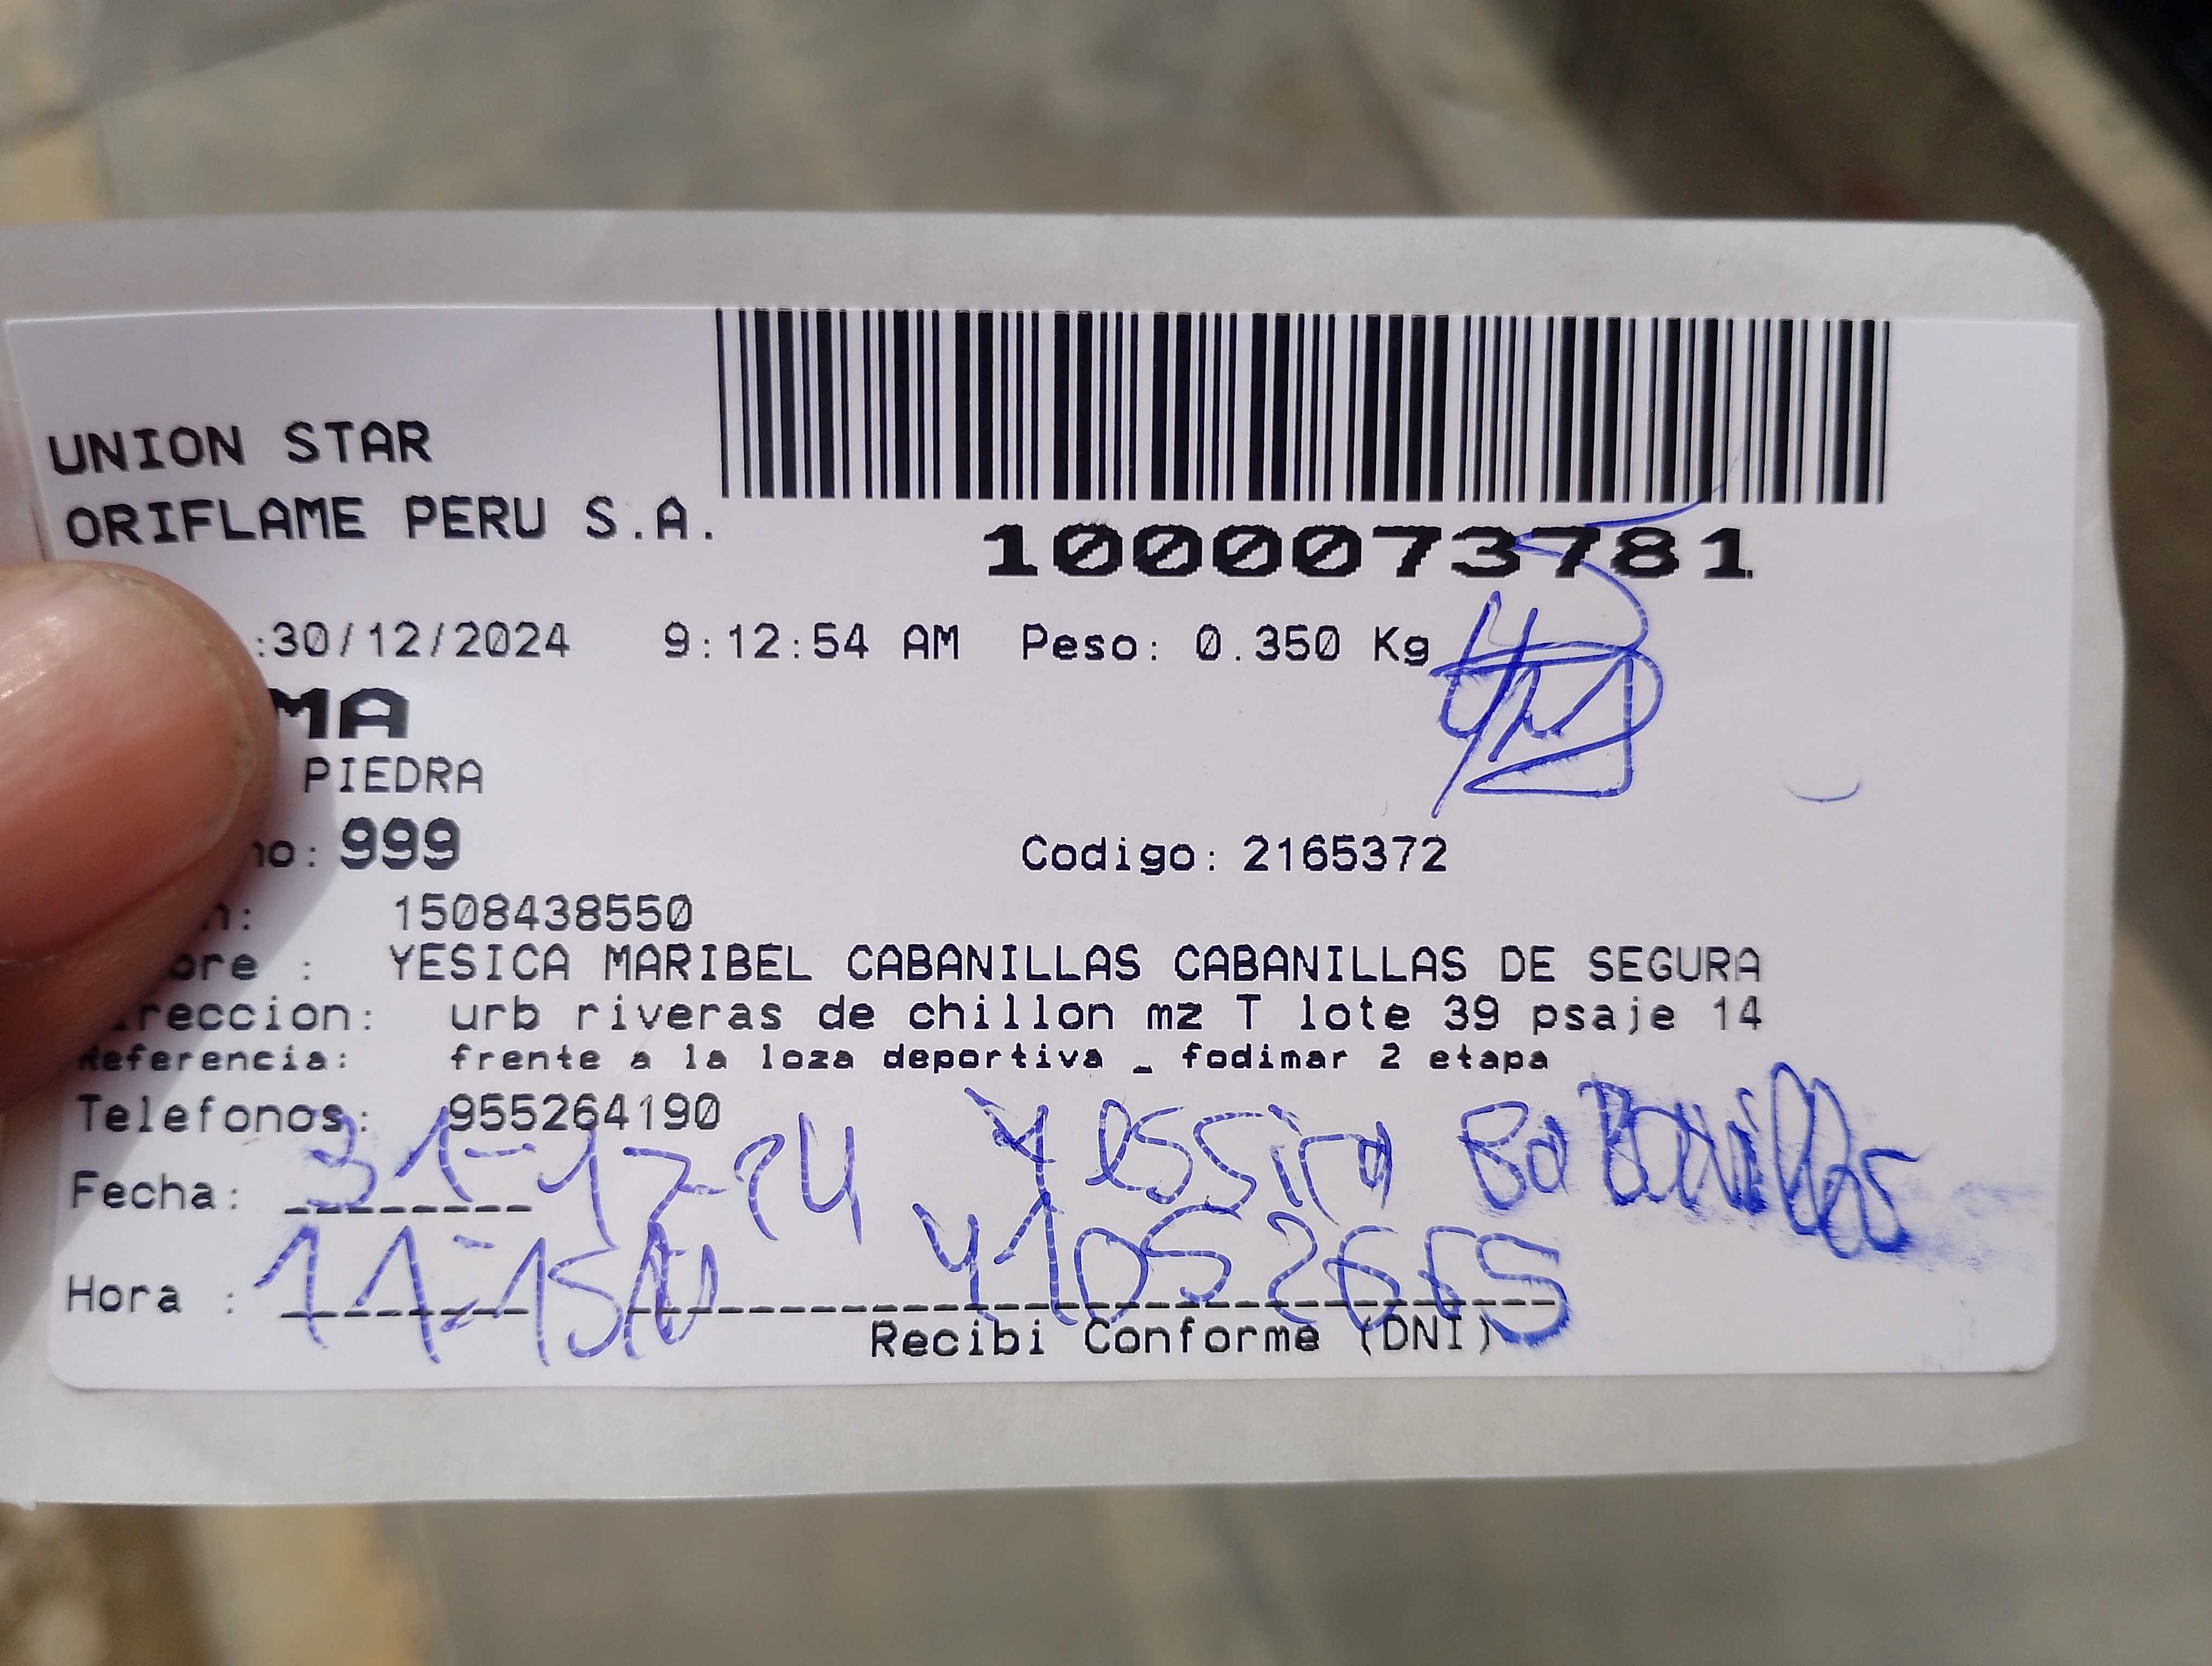 UNION STAR
ORIFLAME PERU S.A.
1000073781
:30/12/2024 9:12:54 AM Peso: 0.350 Kg
MA
PIEDRA
no: 999 Codigo: 2165372
n: 1508438550
bre : YESICA MARIBEL CABANILLAS CABANILLAS DE SEGURA
ireccion: urb riveras de chillon mz T lote 39 psaje 14
Referencia: frente a la loza deportiva _ fodimar 2 etapa
Telefonos: 955264190
Fecha: 31-12-24 Yessica
Hora :
Recibi Conforme (DNI)